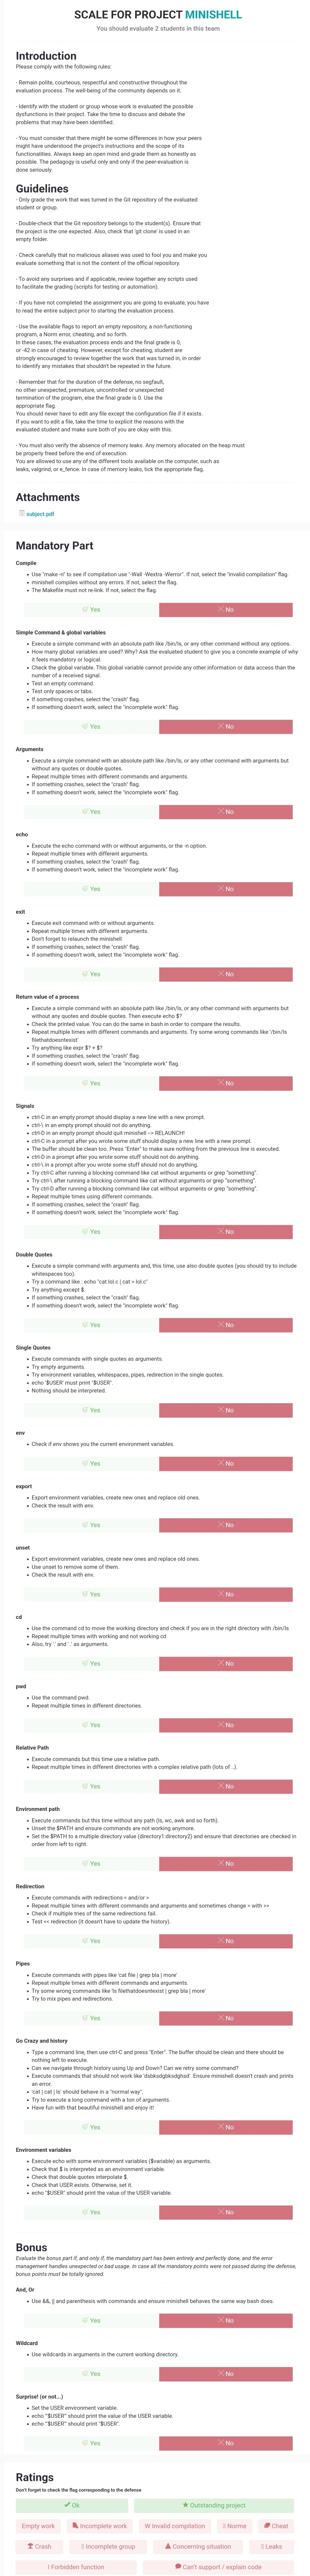 SCALE FOR PROJECT MINISHELL
You should evaluate 2 students in this team
Introduction
Please comply with the following rules:
- Remain polite, courteous, respectful and constructive throughout the
evaluation process. The well-being of the community depends on it.
- Identify with the student or group whose work is evaluated the possible
dysfunctions in their project. Take the time to discuss and debate the
problems that may have been identified.
- You must consider that there might be some differences in how your peers
might have understood the project's instructions and the scope of its
functionalities. Always keep an open mind and grade them as honestly as
possible. The pedagogy is useful only and only if the peer-evaluation is
done seriously.
Guidelines
- Only grade the work that was turned in the Git repository of the evaluated
student or group.
- Double-check that the Git repository belongs to the student(s). Ensure that
the project is the one expected. Also, check that 'git clone' is used in an
empty folder.
- Check carefully that no malicious aliases was used to fool you and make you
evaluate something that is not the content of the official repository.
- To avoid any surprises and if applicable, review together any scripts used
to facilitate the grading (scripts for testing or automation).
- If you have not completed the assignment you are going to evaluate, you have
to read the entire subject prior to starting the evaluation process.
- Use the available flags to report an empty repository, a non-functioning
program, a Norm error, cheating, and so forth.
In these cases, the evaluation process ends and the final grade is 0,
or -42 in case of cheating. However, except for cheating, student are
strongly encouraged to review together the work that was turned in, in order
to identify any mistakes that shouldn't be repeated in the future.
- Remember that for the duration of the defense, no segfault,
no other unexpected, premature, uncontrolled or unexpected
termination of the program, else the final grade is 0. Use the
appropriate flag.
You should never have to edit any file except the configuration file if it exists.
If you want to edit a file, take the time to explicit the reasons with the
evaluated student and make sure both of you are okay with this.
- You must also verify the absence of memory leaks. Any memory allocated on the heap must
be properly freed before the end of execution.
You are allowed to use any of the different tools available on the computer, such as
leaks, valgrind, or e_fence. In case of memory leaks, tick the appropriate flag.
Attachments
subject.pdf
Mandatory Part
Compile
• Use "make -n" to see if compilation use "-Wall -Wextra -Werror". If not, select the "invalid compilation" flag.
• minishell compiles without any errors. If not, select the flag.
• The Makefile must not re-link. If not, select the flag.
Yes No
Simple Command & global variables
• Execute a simple command with an absolute path like /bin/ls, or any other command without any options.
• How many global variables are used? Why? Ask the evaluated student to give you a concrete example of why
it feels mandatory or logical.
• Check the global variable. This global variable cannot provide any other information or data access than the
number of a received signal.
• Test an empty command.
• Test only spaces or tabs.
• If something crashes, select the "crash" flag.
• If something doesn't work, select the "incomplete work" flag.
Yes No
Arguments
• Execute a simple command with an absolute path like /bin/ls, or any other command with arguments but
without any quotes or double quotes.
• Repeat multiple times with different commands and arguments.
• If something crashes, select the "crash" flag.
• If something doesn't work, select the "incomplete work" flag.
Yes No
echo
• Execute the echo command with or without arguments, or the -n option.
• Repeat multiple times with different arguments.
• If something crashes, select the "crash" flag.
• If something doesn't work, select the "incomplete work" flag.
Yes No
exit
• Execute exit command with or without arguments.
• Repeat multiple times with different arguments.
• Don't forget to relaunch the minishell
• If something crashes, select the "crash" flag.
• If something doesn't work, select the "incomplete work" flag.
Yes No
Return value of a process
• Execute a simple command with an absolute path like /bin/ls, or any other command with arguments but
without any quotes and double quotes. Then execute echo $?
• Check the printed value. You can do the same in bash in order to compare the results.
• Repeat multiple times with different commands and arguments. Try some wrong commands like '/bin/ls
filethatdoesntexist'
• Try anything like expr $? + $?
• If something crashes, select the "crash" flag.
• If something doesn't work, select the "incomplete work" flag.
Yes No
Signals
• ctrl-C in an empty prompt should display a new line with a new prompt.
• ctrl-\ in an empty prompt should not do anything.
• ctrl-D in an empty prompt should quit minishell --> RELAUNCH!
• ctrl-C in a prompt after you wrote some stuff should display a new line with a new prompt.
• The buffer should be clean too. Press "Enter" to make sure nothing from the previous line is executed.
• ctrl-D in a prompt after you wrote some stuff should not do anything.
• ctrl-\ in a prompt after you wrote some stuff should not do anything.
• Try ctrl-C after running a blocking command like cat without arguments or grep "something".
• Try ctrl-\ after running a blocking command like cat without arguments or grep "something".
• Try ctrl-D after running a blocking command like cat without arguments or grep "something".
• Repeat multiple times using different commands.
• If something crashes, select the "crash" flag.
• If something doesn't work, select the "incomplete work" flag.
Yes No
Double Quotes
• Execute a simple command with arguments and, this time, use also double quotes (you should try to include
whitespaces too).
• Try a command like : echo "cat lol.c | cat > lol.c"
• Try anything except $.
• If something crashes, select the "crash" flag.
• If something doesn't work, select the "incomplete work" flag.
Yes No
Single Quotes
• Execute commands with single quotes as arguments.
• Try empty arguments.
• Try environment variables, whitespaces, pipes, redirection in the single quotes.
• echo '$USER' must print "$USER".
• Nothing should be interpreted.
Yes No
env
• Check if env shows you the current environment variables.
Yes No
export
• Export environment variables, create new ones and replace old ones.
• Check the result with env.
Yes No
unset
• Export environment variables, create new ones and replace old ones.
• Use unset to remove some of them.
• Check the result with env.
Yes No
cd
• Use the command cd to move the working directory and check if you are in the right directory with /bin/ls
• Repeat multiple times with working and not working cd
• Also, try '.' and '..' as arguments.
Yes No
pwd
• Use the command pwd.
• Repeat multiple times in different directories.
Yes No
Relative Path
• Execute commands but this time use a relative path.
• Repeat multiple times in different directories with a complex relative path (lots of ..).
Yes No
Environment path
• Execute commands but this time without any path (ls, wc, awk and so forth).
• Unset the $PATH and ensure commands are not working anymore.
• Set the $PATH to a multiple directory value (directory1:directory2) and ensure that directories are checked in
order from left to right.
Yes No
Redirection
• Execute commands with redirections < and/or >
• Repeat multiple times with different commands and arguments and sometimes change > with >>
• Check if multiple tries of the same redirections fail.
• Test << redirection (it doesn't have to update the history).
Yes No
Pipes
• Execute commands with pipes like 'cat file | grep bla | more'
• Repeat multiple times with different commands and arguments.
• Try some wrong commands like 'ls filethatdoesntexist | grep bla | more'
• Try to mix pipes and redirections.
Yes No
Go Crazy and history
• Type a command line, then use ctrl-C and press "Enter". The buffer should be clean and there should be
nothing left to execute.
• Can we navigate through history using Up and Down? Can we retry some command?
• Execute commands that should not work like 'dsbksdgbksdghsd'. Ensure minishell doesn't crash and prints
an error.
• 'cat | cat | ls' should behave in a "normal way".
• Try to execute a long command with a ton of arguments.
• Have fun with that beautiful minishell and enjoy it!
Yes No
Environment variables
• Execute echo with some environment variables ($variable) as arguments.
• Check that $ is interpreted as an environment variable.
• Check that double quotes interpolate $.
• Check that USER exists. Otherwise, set it.
• echo "$USER" should print the value of the USER variable.
Yes No
Bonus
Evaluate the bonus part if, and only if, the mandatory part has been entirely and perfectly done, and the error
management handles unexpected or bad usage. In case all the mandatory points were not passed during the defense,
bonus points must be totally ignored.
And, Or
• Use &&, || and parenthesis with commands and ensure minishell behaves the same way bash does.
Yes No
Wildcard
• Use wildcards in arguments in the current working directory.
Yes No
Surprise! (or not...)
• Set the USER environment variable.
• echo "'$USER'" should print the value of the USER variable.
• echo '"$USER"' should print "$USER".
Yes No
Ratings
Don't forget to check the flag corresponding to the defense
Ok Outstanding project
Empty work Incomplete work Invalid compilation Norme Cheat
Crash Incomplete group Concerning situation Leaks
Forbidden function Can't support / explain code